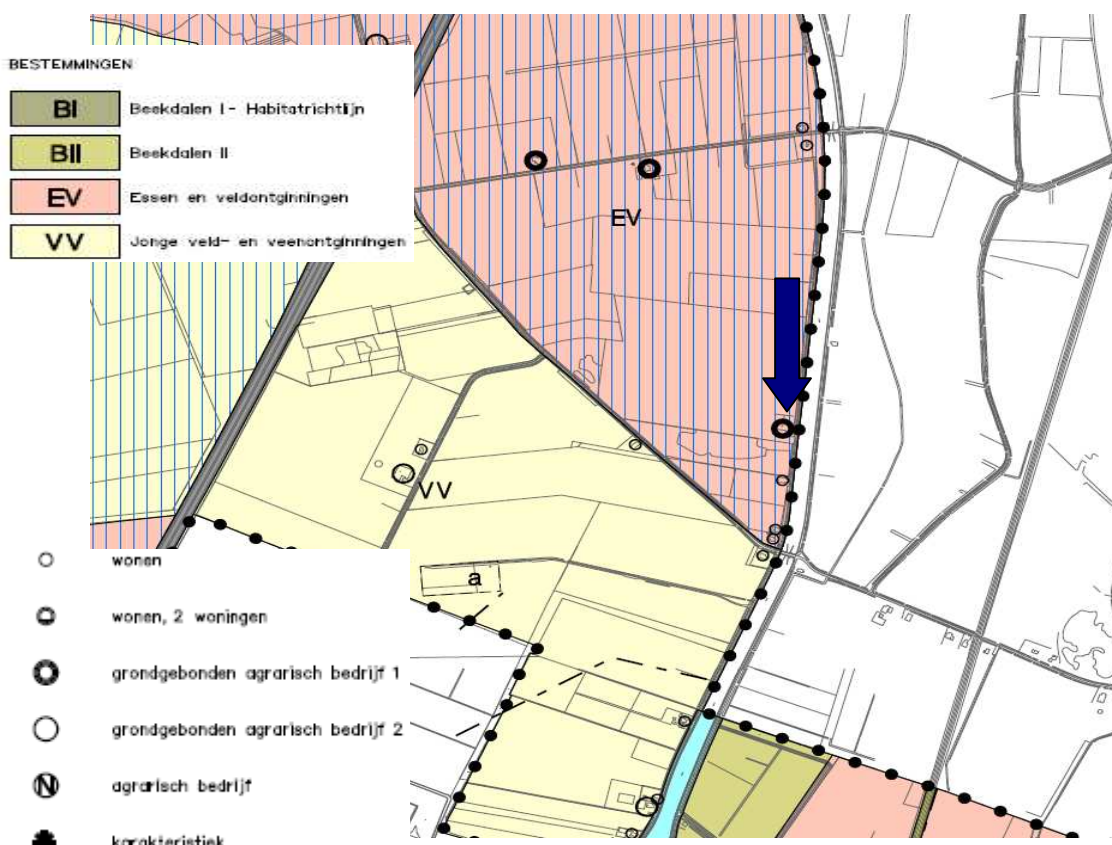 BESTEMMINGEN
BI Beekdalen I - Habitatrichtlijn
BII Beekdalen II
EV Essen en veldontginningen
VV Jonge veld- en veenontginningen
EV
VV
a
wonen
wonen, 2 woningen
grondgebonden agrarisch bedrijf 1
grondgebonden agrarisch bedrijf 2
N agrarisch bedrijf
karakteristiek